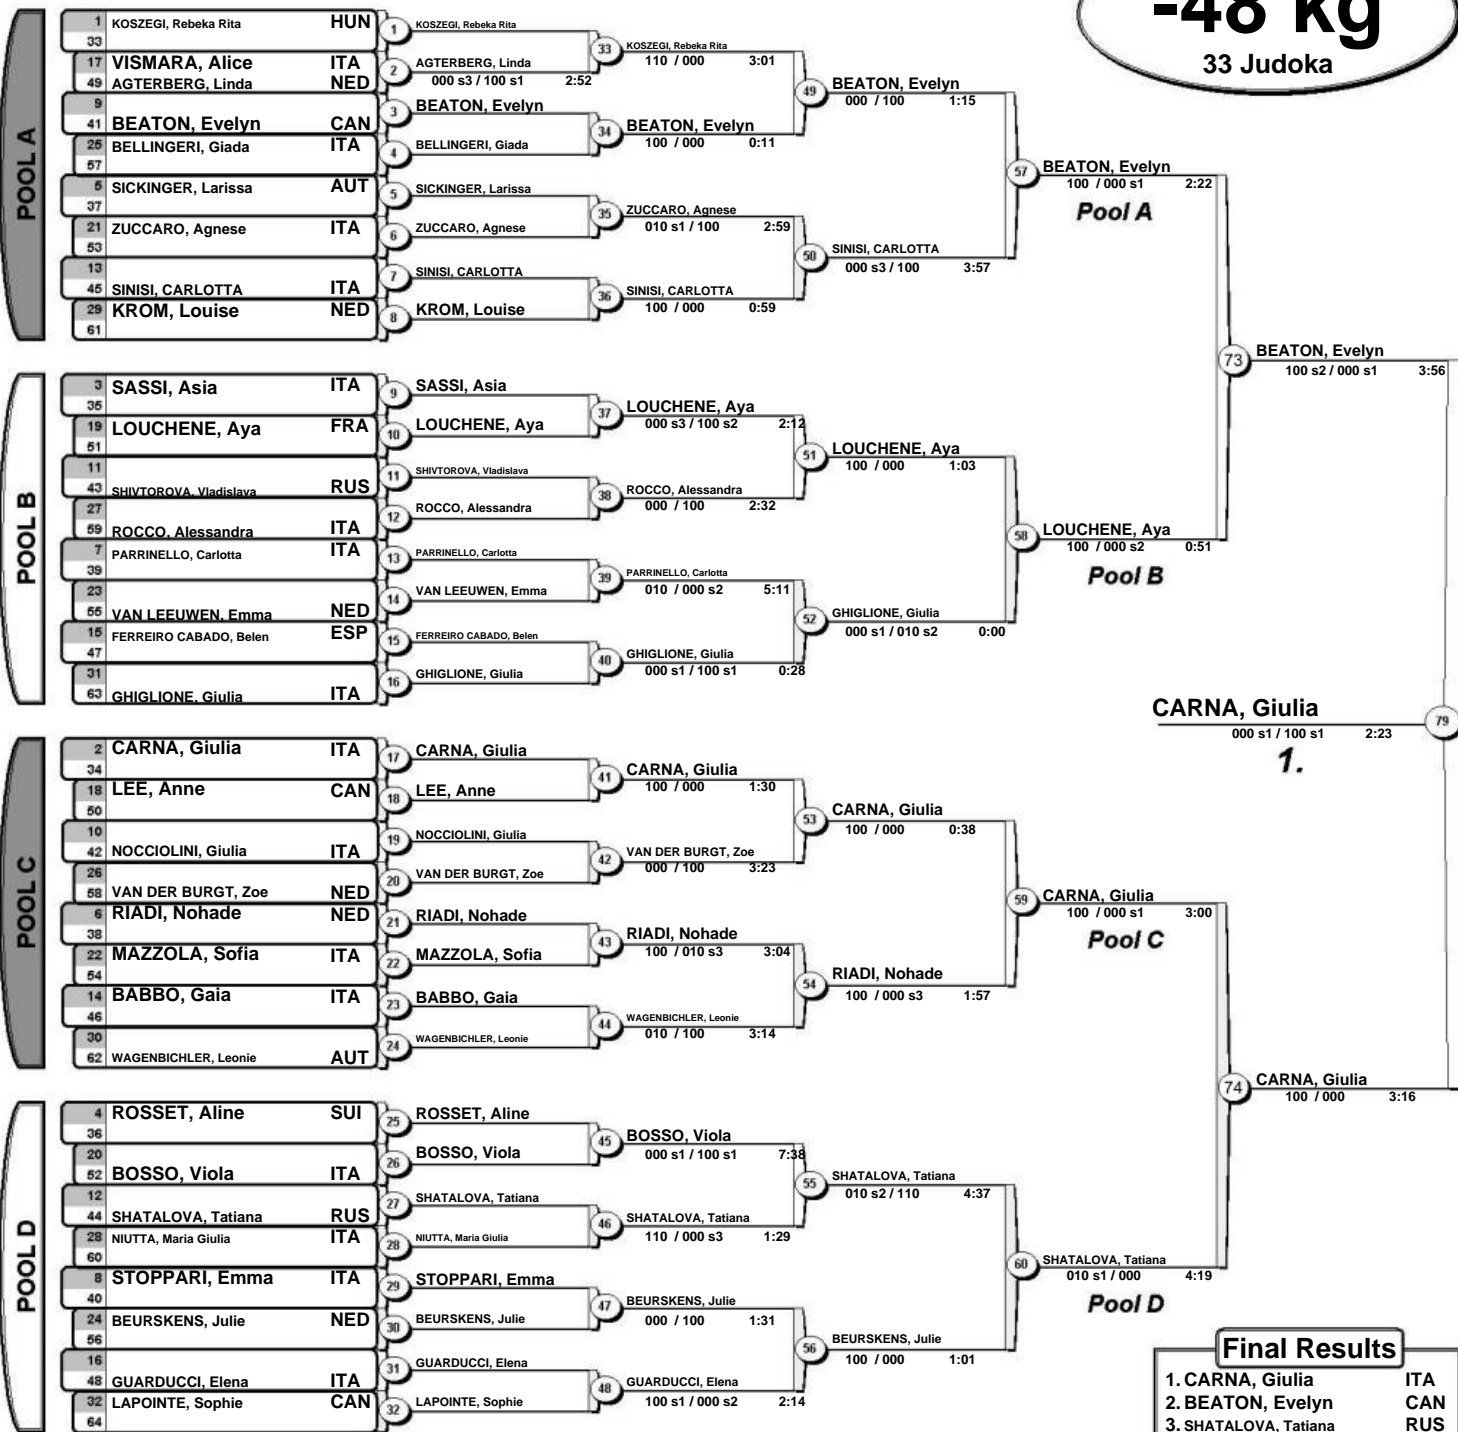 -48 kg
33 Judoka
POOL A
1 KOSZEGI, Rebeka Rita HUN
33
17 VISMARA, Alice ITA
49 AGTERBERG, Linda NED
9
41 BEATON, Evelyn CAN
25 BELLINGERI, Giada ITA
57
5 SICKINGER, Larissa AUT
37
21 ZUCCARO, Agnese ITA
53
13
45 SINISI, CARLOTTA ITA
29 KROM, Louise NED
61
1 KOSZEGI, Rebeka Rita
2 AGTERBERG, Linda
000 s3 / 100 s1 2:52
3 BEATON, Evelyn
4 BELLINGERI, Giada
5 SICKINGER, Larissa
6 ZUCCARO, Agnese
7 SINISI, CARLOTTA
8 KROM, Louise
33 KOSZEGI, Rebeka Rita
110 / 000 3:01
34 BEATON, Evelyn
100 / 000 0:11
35 ZUCCARO, Agnese
010 s1 / 100 2:59
36 SINISI, CARLOTTA
100 / 000 0:59
49 BEATON, Evelyn
000 / 100 1:15
50 SINISI, CARLOTTA
000 s3 / 100 3:57
57 BEATON, Evelyn
100 / 000 s1 2:22
Pool A
POOL B
3 SASSI, Asia ITA
35
19 LOUCHENE, Aya FRA
51
11
43 SHIVTOROVA, Vladislava RUS
27
59 ROCCO, Alessandra ITA
7 PARRINELLO, Carlotta ITA
39
23
55 VAN LEEUWEN, Emma NED
15 FERREIRO CABADO, Belen ESP
47
31
63 GHIGLIONE, Giulia ITA
9 SASSI, Asia
10 LOUCHENE, Aya
11 SHIVTOROVA, Vladislava
12 ROCCO, Alessandra
13 PARRINELLO, Carlotta
14 VAN LEEUWEN, Emma
15 FERREIRO CABADO, Belen
16 GHIGLIONE, Giulia
37 LOUCHENE, Aya
000 s3 / 100 s2 2:12
38 ROCCO, Alessandra
000 / 100 2:32
39 PARRINELLO, Carlotta
010 / 000 s2 5:11
40 GHIGLIONE, Giulia
000 s1 / 100 s1 0:28
51 LOUCHENE, Aya
100 / 000 1:03
52 GHIGLIONE, Giulia
000 s1 / 010 s2 0:00
58 LOUCHENE, Aya
100 / 000 s2 0:51
Pool B
73 BEATON, Evelyn
100 s2 / 000 s1 3:56
CARNA, Giulia 79
000 s1 / 100 s1 2:23
1.
POOL C
2 CARNA, Giulia ITA
34
18 LEE, Anne CAN
50
10
42 NOCCIOLINI, Giulia ITA
26
58 VAN DER BURGT, Zoe NED
6 RIADI, Nohade NED
38
22 MAZZOLA, Sofia ITA
54
14 BABBO, Gaia ITA
46
30
62 WAGENBICHLER, Leonie AUT
17 CARNA, Giulia
18 LEE, Anne
19 NOCCIOLINI, Giulia
20 VAN DER BURGT, Zoe
21 RIADI, Nohade
22 MAZZOLA, Sofia
23 BABBO, Gaia
24 WAGENBICHLER, Leonie
41 CARNA, Giulia
100 / 000 1:30
42 VAN DER BURGT, Zoe
000 / 100 3:23
43 RIADI, Nohade
100 / 010 s3 3:04
44 WAGENBICHLER, Leonie
010 / 100 3:14
53 CARNA, Giulia
100 / 000 0:38
54 RIADI, Nohade
100 / 000 s3 1:57
59 CARNA, Giulia
100 / 000 s1 3:00
Pool C
POOL D
4 ROSSET, Aline SUI
36
20
52 BOSSO, Viola ITA
12
44 SHATALOVA, Tatiana RUS
28 NIUTTA, Maria Giulia ITA
60
8 STOPPARI, Emma ITA
40
24 BEURSKENS, Julie NED
56
16
48 GUARDUCCI, Elena ITA
32 LAPOINTE, Sophie CAN
64
25 ROSSET, Aline
26 BOSSO, Viola
27 SHATALOVA, Tatiana
28 NIUTTA, Maria Giulia
29 STOPPARI, Emma
30 BEURSKENS, Julie
31 GUARDUCCI, Elena
32 LAPOINTE, Sophie
45 BOSSO, Viola
000 s1 / 100 s1 7:38
46 SHATALOVA, Tatiana
110 / 000 s3 1:29
47 BEURSKENS, Julie
000 / 100 1:31
48 GUARDUCCI, Elena
100 s1 / 000 s2 2:14
55 SHATALOVA, Tatiana
010 s2 / 110 4:37
56 BEURSKENS, Julie
100 / 000 1:01
60 SHATALOVA, Tatiana
010 s1 / 000 4:19
Pool D
74 CARNA, Giulia
100 / 000 3:16
Final Results
1. CARNA, Giulia ITA
2. BEATON, Evelyn CAN
3. SHATALOVA, Tatiana RUS